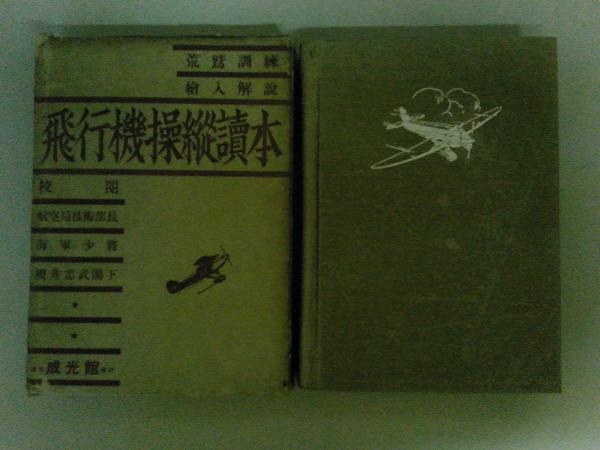 荒鷲訓練
繪入解說
飛行機操縱讀本
校閲
航空局技術部長
海軍少將
櫻井忠武閣下
成光館